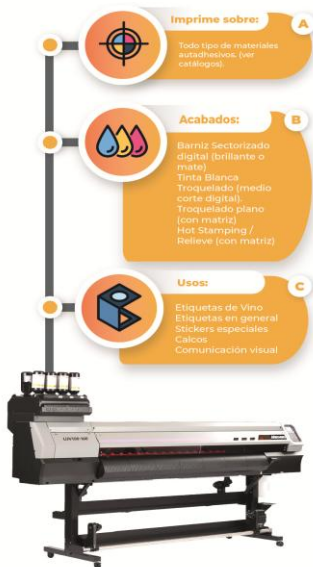 Imprime sobre:
A
Todo tipo de materiales
autadhesivos. (ver
catálogos).
Acabados:
B
Barniz Sectorizado
digital (brillante o
mate)
Tinta Blanca
Troquelado (medio
corte digital).
Troquelado plano
(con matriz)
Hot Stamping /
Relieve (con matriz)
Usos:
C
Etiquetas de Vino
Etiquetas en general
Stickers especiales
Calcos
Comunicación visual